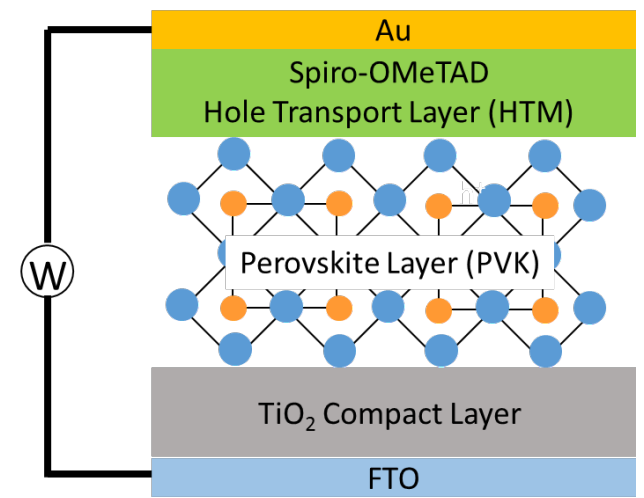 Au
Spiro-OMeTAD
Hole Transport Layer (HTM)
W
Perovskite Layer (PVK)
TiO₂ Compact Layer
FTO